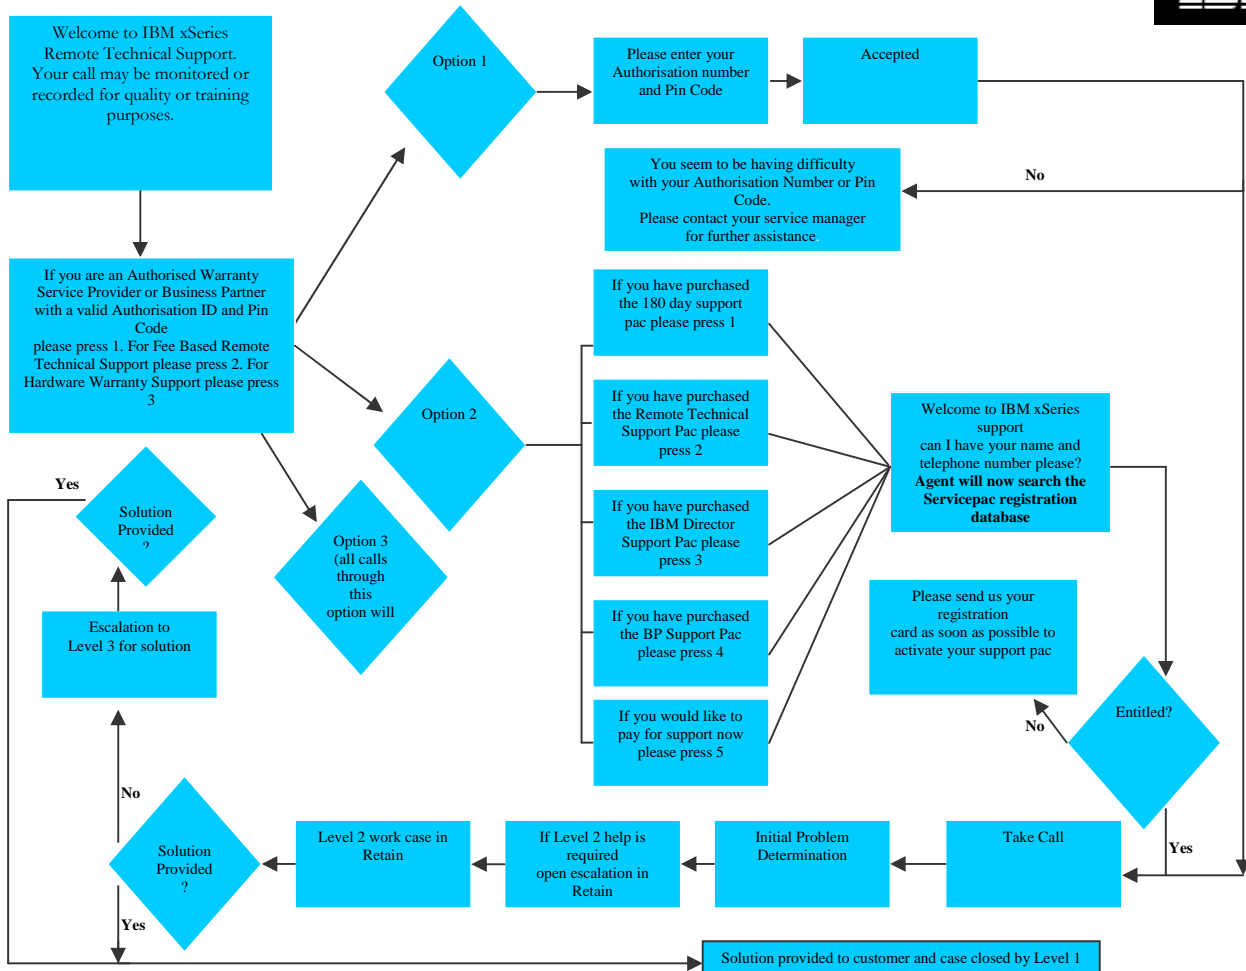 Welcome to IBM xSeries
Remote Technical Support.
Your call may be monitored or
recorded for quality or training
purposes.
Option 1
Please enter your
Authorisation number
and Pin Code
Accepted
You seem to be having difficulty
with your Authorisation Number or Pin
Code.
Please contact your service manager
for further assistance.
No
If you are an Authorised Warranty
Service Provider or Business Partner
with a valid Authorisation ID and Pin
Code
please press 1. For Fee Based Remote
Technical Support please press 2. For
Hardware Warranty Support please press
3
Option 2
If you have purchased
the 180 day support
pac please press 1
If you have purchased
the Remote Technical
Support Pac please
press 2
If you have purchased
the IBM Director
Support Pac please
press 3
If you have purchased
the BP Support Pac
please press 4
If you would like to
pay for support now
please press 5
Welcome to IBM xSeries
support
can I have your name and
telephone number please?
Agent will now search the
Servicepac registration
database
Yes
Solution
Provided
?
Option 3
(all calls
through
this
option will
Escalation to
Level 3 for solution
Please send us your
registration
card as soon as possible to
activate your support pac
No
Entitled?
No
Solution
Provided
?
Level 2 work case in
Retain
If Level 2 help is
required
open escalation in
Retain
Initial Problem
Determination
Take Call
Yes
Yes
Solution provided to customer and case closed by Level 1